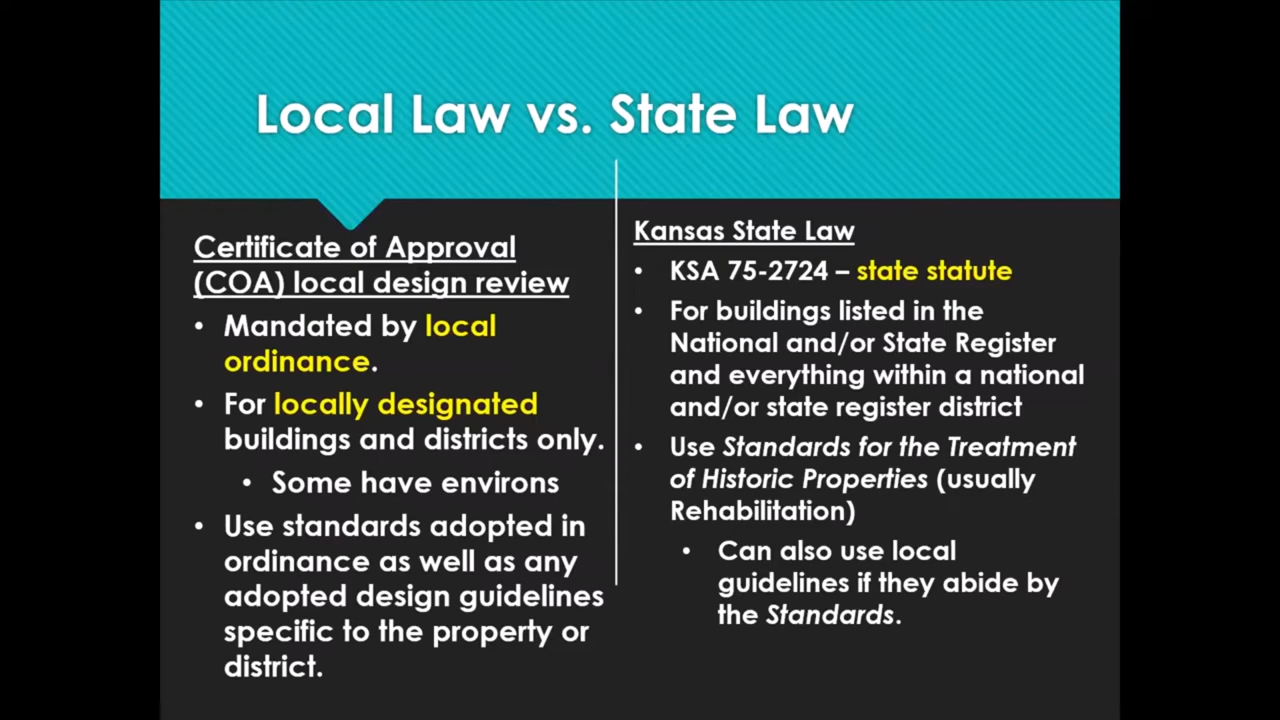 Local Law vs. State Law
Certificate of Approval
(COA) local design review
• Mandated by local
ordinance.
• For locally designated
buildings and districts only.
• Some have environs
• Use standards adopted in
ordinance as well as any
adopted design guidelines
specific to the property or
district.
Kansas State Law
• KSA 75-2724 – state statute
• For buildings listed in the
National and/or State Register
and everything within a national
and/or state register district
• Use Standards for the Treatment
of Historic Properties (usually
Rehabilitation)
• Can also use local
guidelines if they abide by
the Standards.